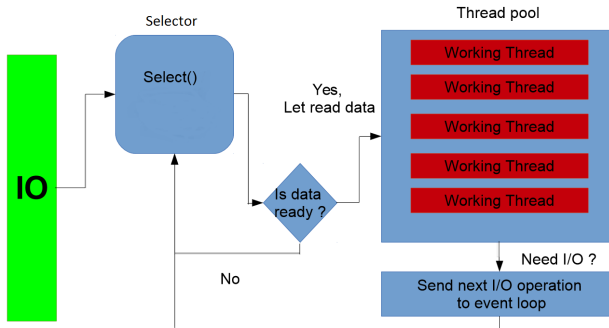 Selector
Thread pool
IO
Select()
Yes,
Let read data
Is data
ready ?
No
Working Thread
Working Thread
Working Thread
Working Thread
Working Thread
Need I/O ?
Send next I/O operation
to event loop